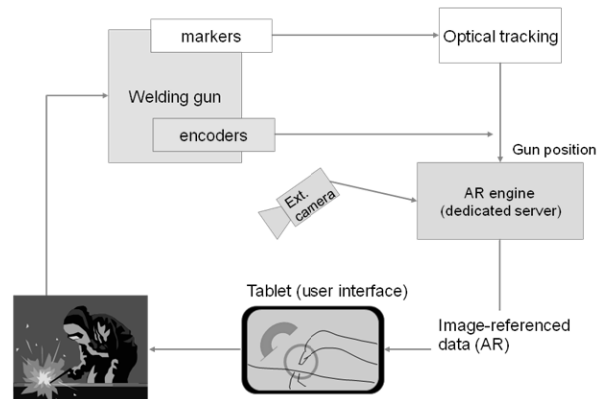 markers
Optical tracking
Welding gun
encoders
Gun position
Ext.
camera
AR engine
(dedicated server)
Tablet (user interface)
Image-referenced
data (AR)